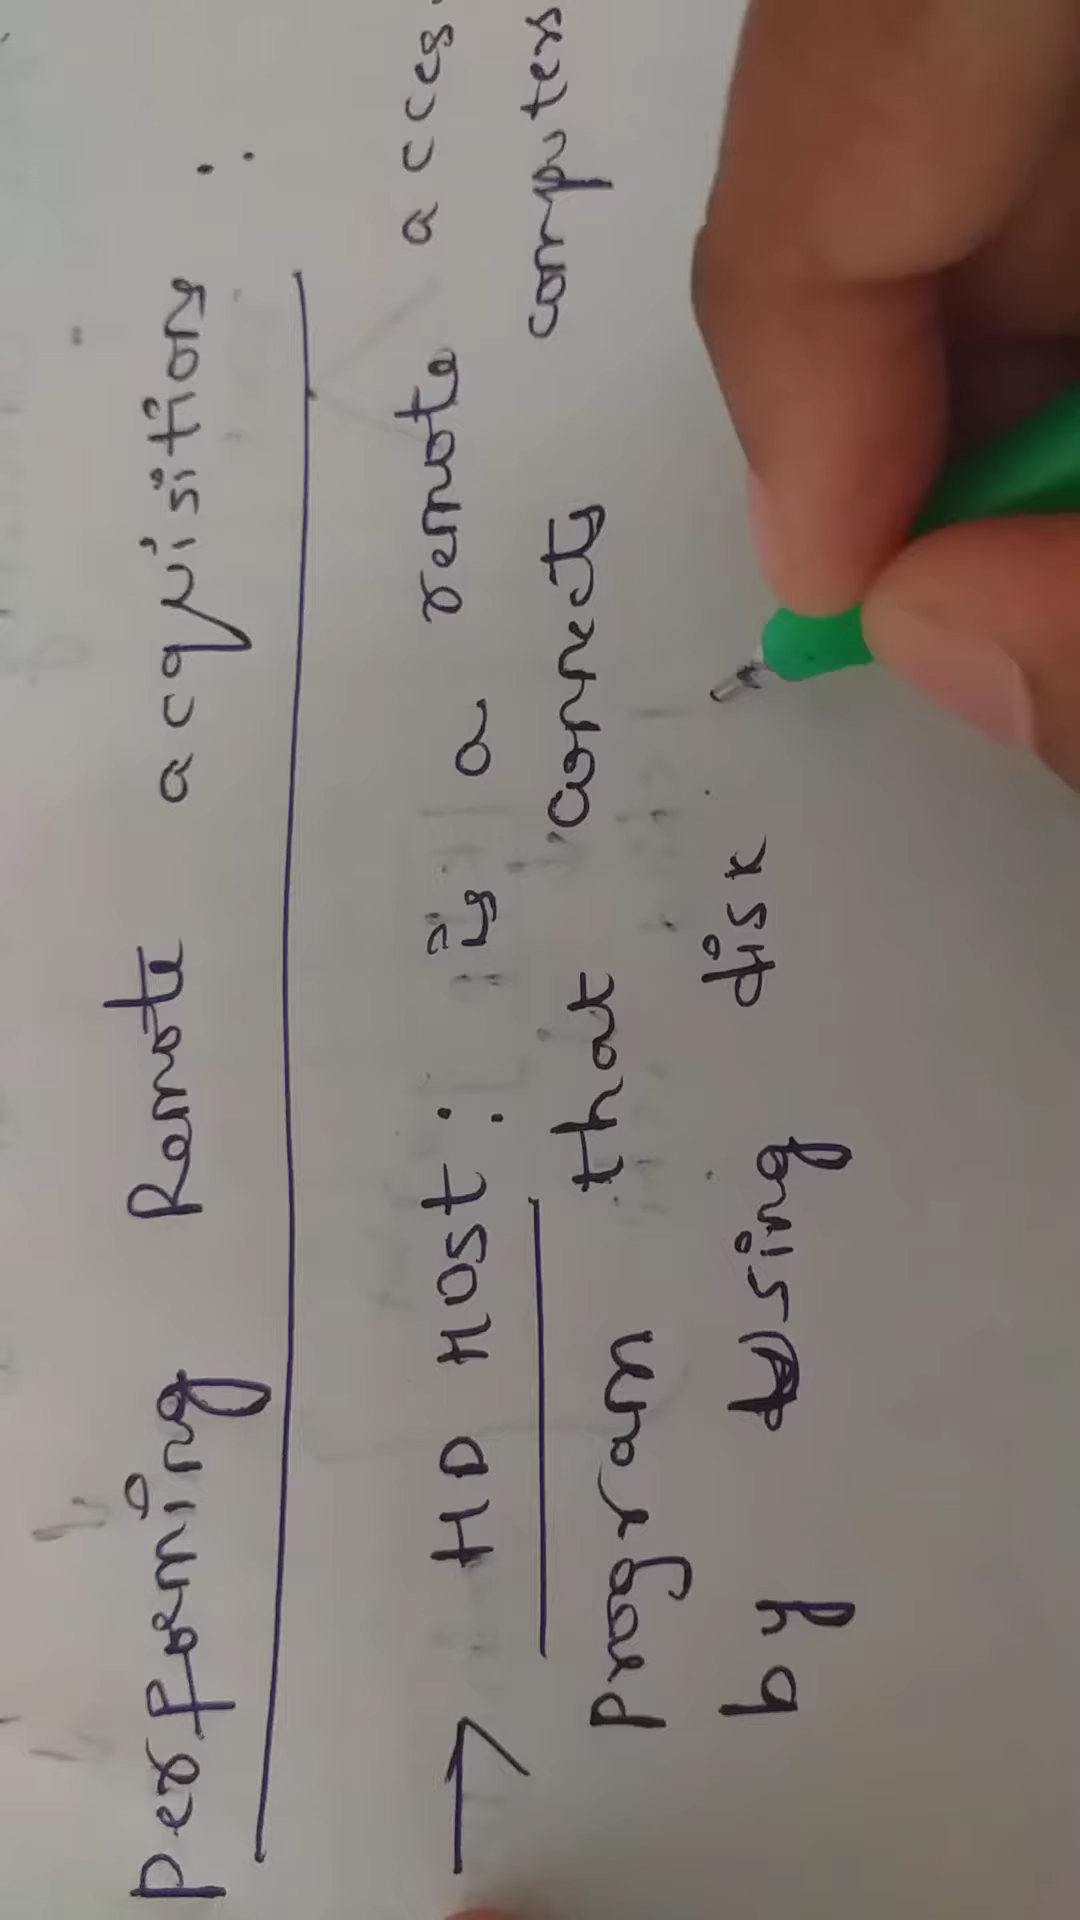 Performing Remote acquisitions :
→ HD HOST : is a remote acces
program that connects computers
by using disk